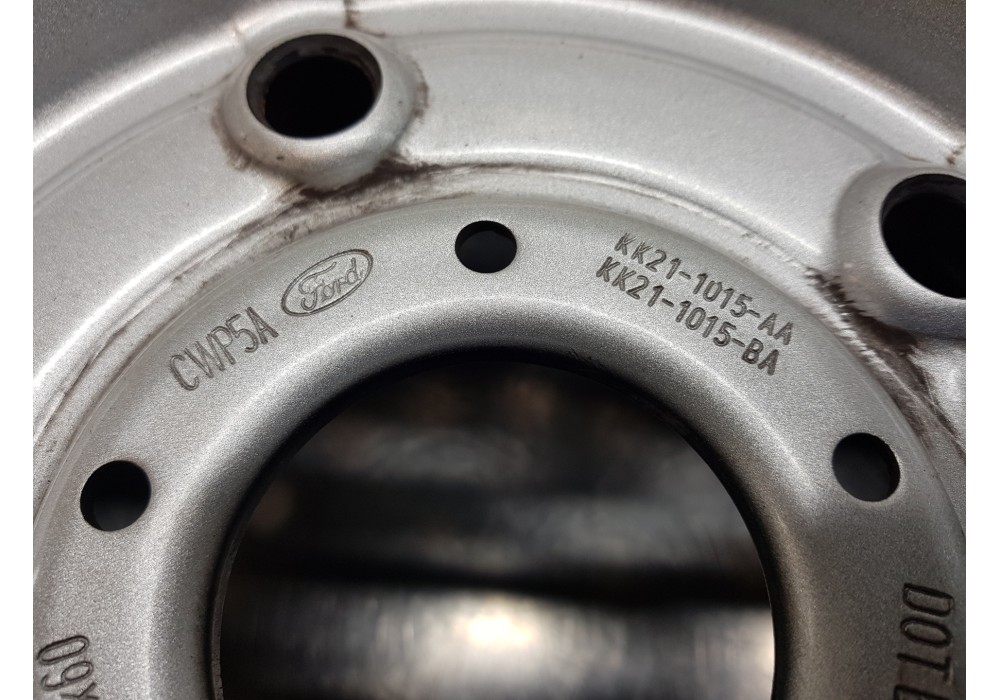 CWP5A Ford
KK21-1015-AA
KK21-1015-BA
DOT